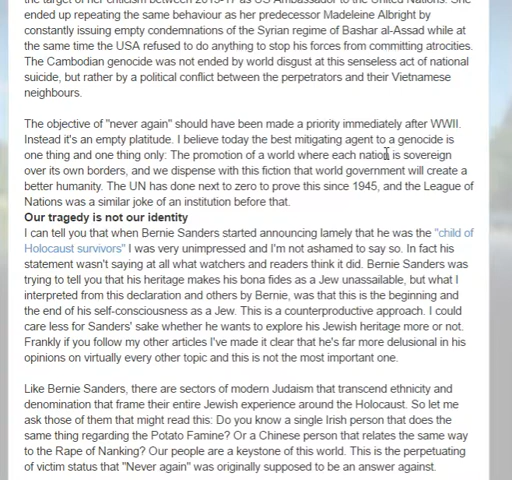 the target of her criticism between 2013-17 as US Ambassador to the United Nations. She
ended up repeating the same behaviour as her predecessor Madeleine Albright by
constantly issuing empty condemnations of the Syrian regime of Bashar al-Assad while at
the same time the USA refused to do anything to stop his forces from committing atrocities.
The Cambodian genocide was not ended by world disgust at this senseless act of national
suicide, but rather by a political conflict between the perpetrators and their Vietnamese
neighbours.
The objective of "never again" should have been made a priority immediately after WWII.
Instead it's an empty platitude. I believe today the best mitigating agent to a genocide is
one thing and one thing only: The promotion of a world where each nation is sovereign
over its own borders, and we dispense with this fiction that world government will create a
better humanity. The UN has done next to zero to prove this since 1945, and the League of
Nations was a similar joke of an institution before that.
Our tragedy is not our identity
I can tell you that when Bernie Sanders started announcing lamely that he was the "child of
Holocaust survivors" I was very unimpressed and I'm not ashamed to say so. In fact his
statement wasn't saying at all what watchers and readers think it did. Bernie Sanders was
trying to tell you that his heritage makes his bona fides as a Jew unassailable, but what I
interpreted from this declaration and others by Bernie, was that this is the beginning and
the end of his self-consciousness as a Jew. This is a counterproductive approach. I could
care less for Sanders' sake whether he wants to explore his Jewish heritage more or not.
Frankly if you follow my other articles I've made it clear that he's far more delusional in his
opinions on virtually every other topic and this is not the most important one.
Like Bernie Sanders, there are sectors of modern Judaism that transcend ethnicity and
denomination that frame their entire Jewish experience around the Holocaust. So let me
ask those of them that might read this: Do you know a single Irish person that does the
same thing regarding the Potato Famine? Or a Chinese person that relates the same way
to the Rape of Nanking? Our people are a keystone of this world. This is the perpetuating
of victim status that "Never again" was originally supposed to be an answer against.